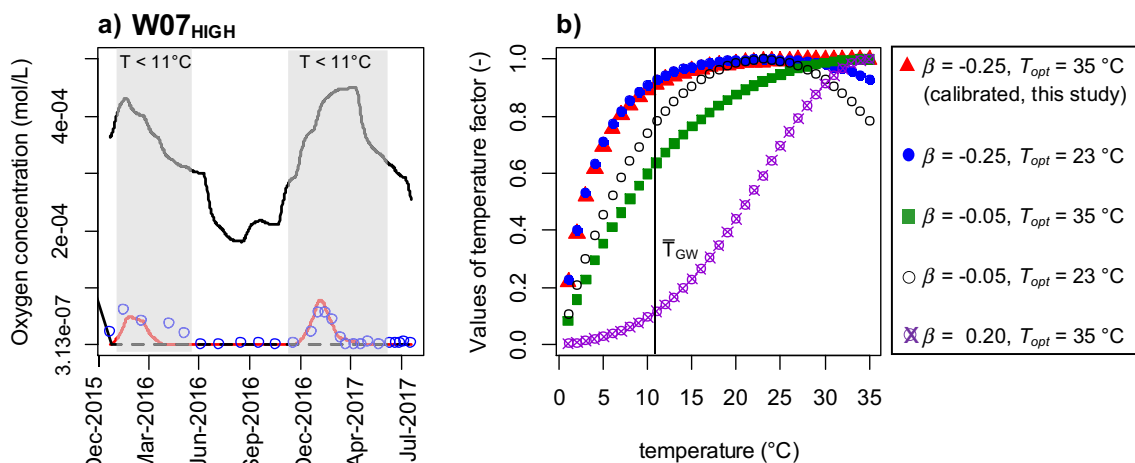 a) W07HIGH
T < 11°C
T < 11°C
Oxygen concentration (mol/L)
4e-04
2e-04
3.13e-07
Dec-2015
Mar-2016
Jun-2016
Sep-2016
Dec-2016
Apr-2017
Jul-2017
b)
Values of temperature factor (-)
1.0
0.8
0.6
0.4
0.2
0.0
T̅GW
0
5
10
15
20
25
30
35
temperature (°C)
β = -0.25, Topt = 35 °C
(calibrated, this study)
β = -0.25, Topt = 23 °C
β = -0.05, Topt = 35 °C
β = -0.05, Topt = 23 °C
β = 0.20, Topt = 35 °C